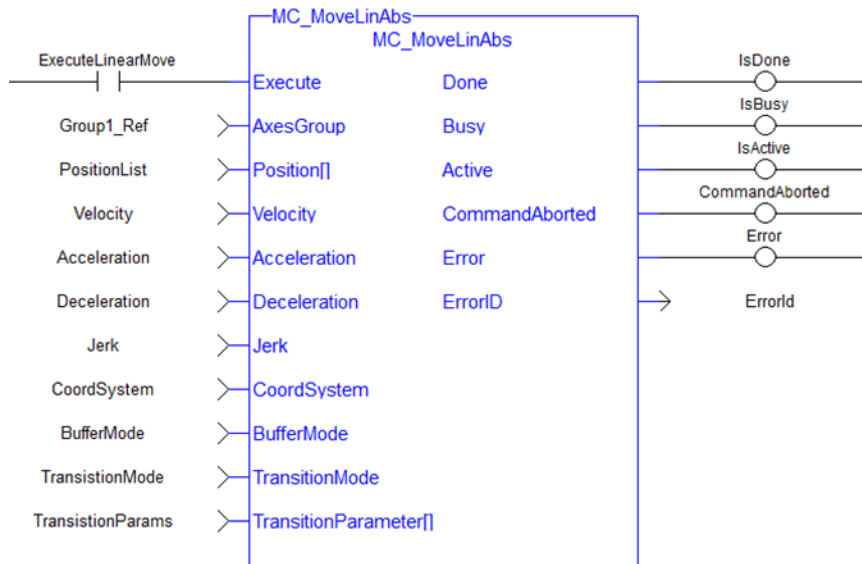 MC_MoveLinAbs
MC_MoveLinAbs
ExecuteLinearMove Execute Done IsDone
Group1_Ref AxesGroup Busy IsBusy
PositionList Position[] Active IsActive
Velocity Velocity CommandAborted CommandAborted
Acceleration Acceleration Error Error
Deceleration Deceleration ErrorID ErrorId
Jerk Jerk
CoordSystem CoordSystem
BufferMode BufferMode
TransistionMode TransitionMode
TransistionParams TransitionParameter[]